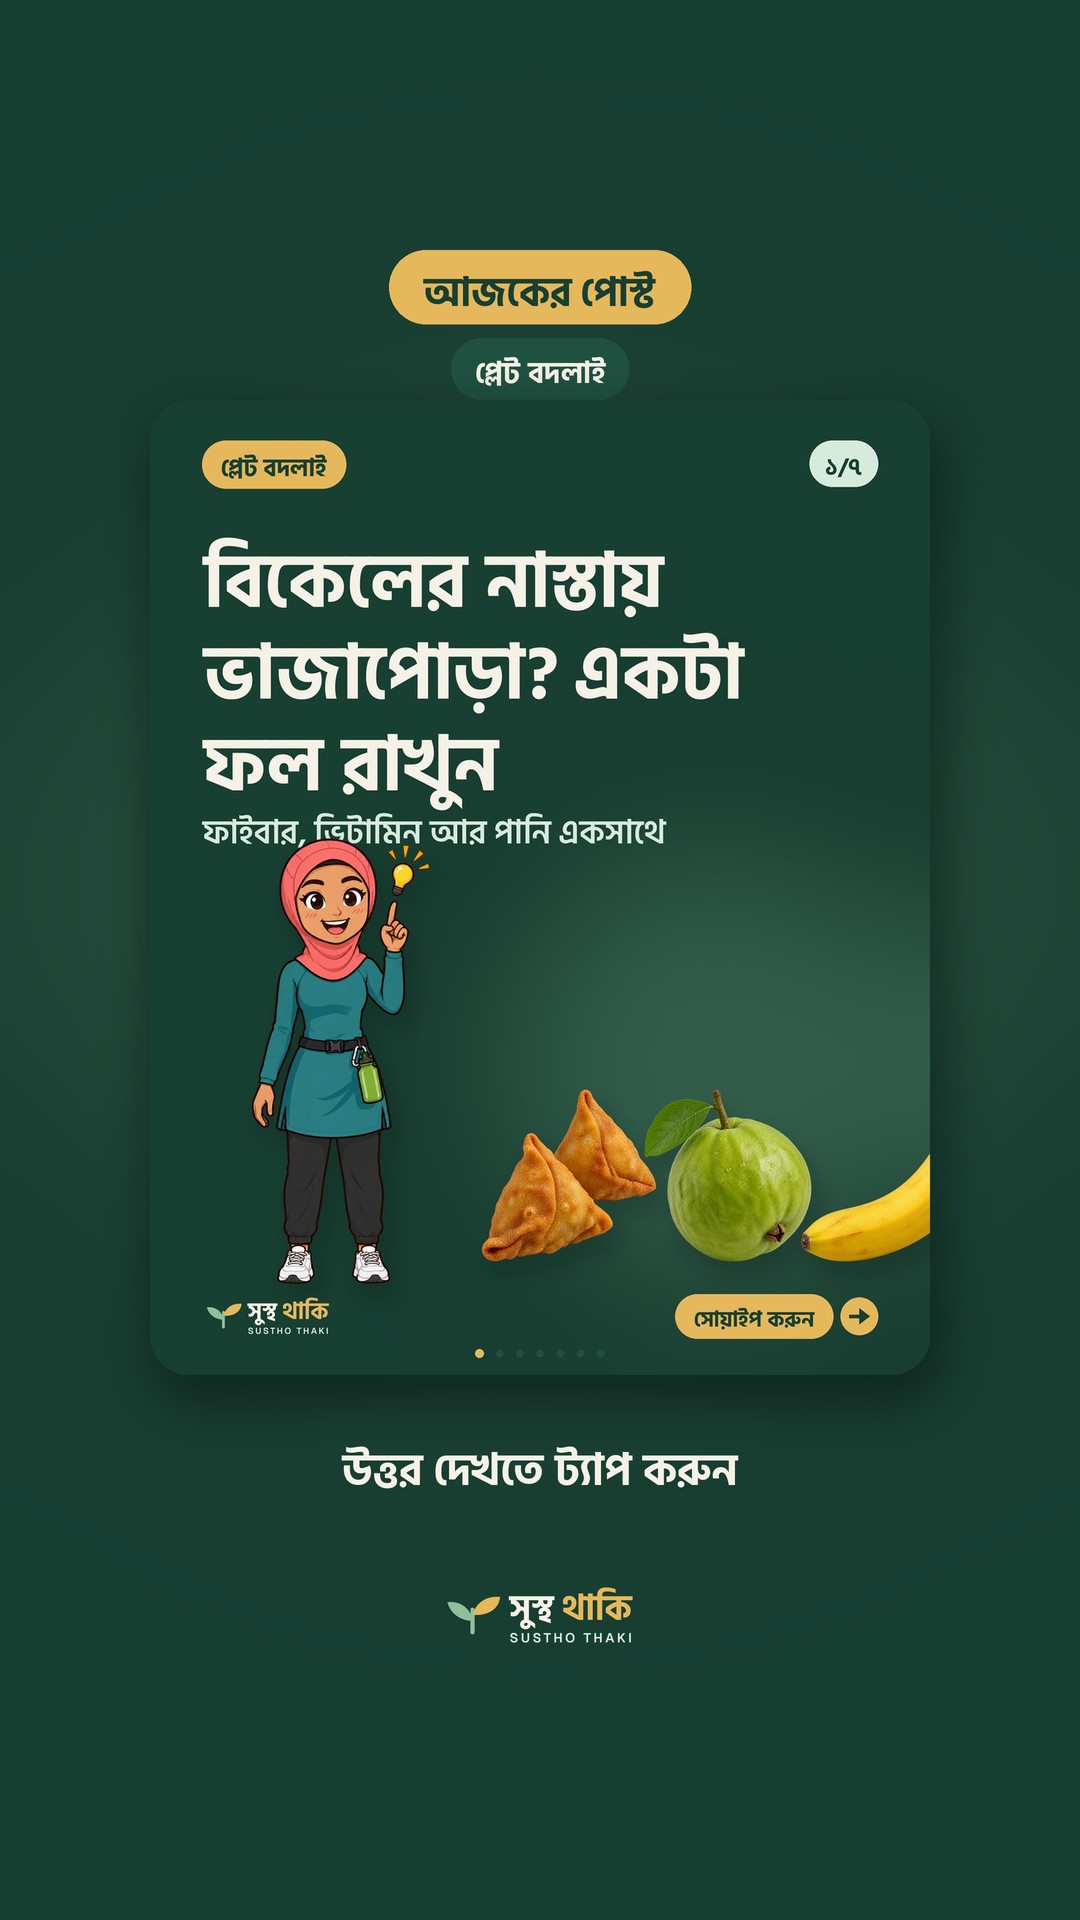 আজকের পোস্ট
প্লেট বদলাই
প্লেট বদলাই
১/৭
বিকেলের নাস্তায়
ভাজাপোড়া? একটা
ফল রাখুন
ফাইবার, ভিটামিন আর পানি একসাথে
সুস্থ থাকি
SUSTHO THAKI
সোয়াইপ করুন
উত্তর দেখতে ট্যাপ করুন
সুস্থ থাকি
SUSTHO THAKI